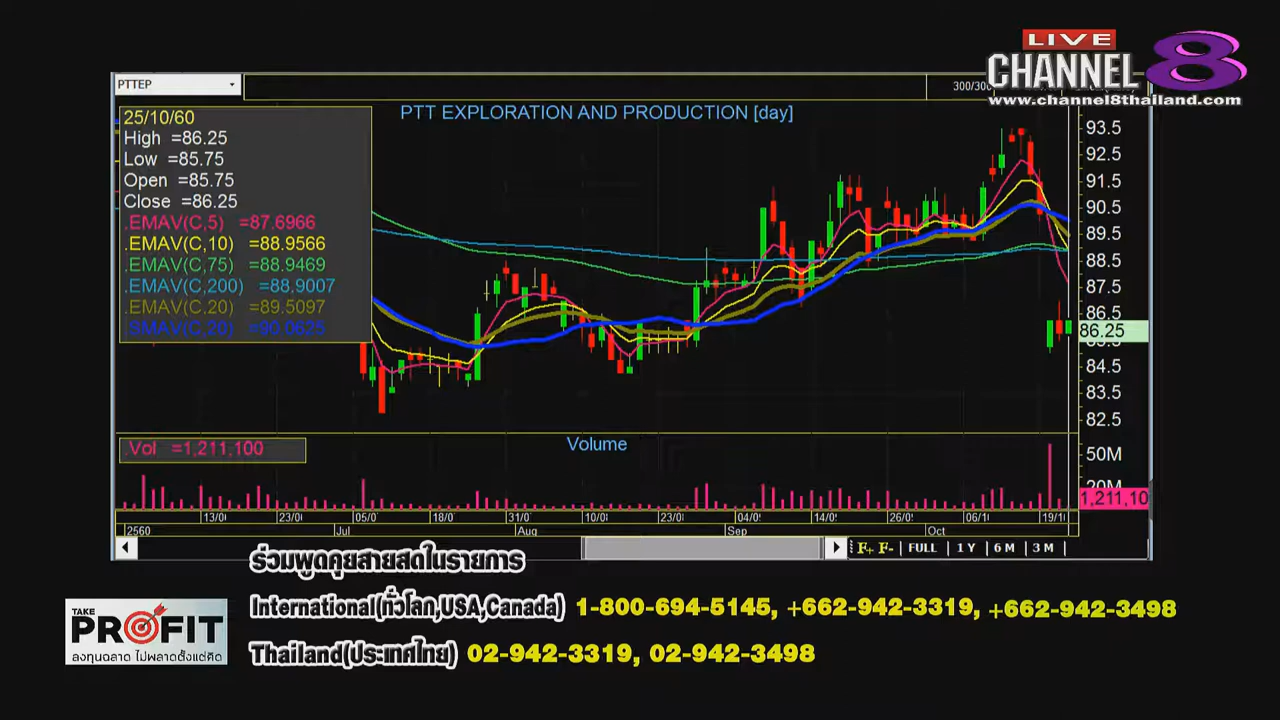 LIVE
CHANNEL 8
www.channel8thailand.com
PTTEP
300/300
PTT EXPLORATION AND PRODUCTION [day]
25/10/60
High =86.25
Low =85.75
Open =85.75
Close =86.25
.EMAV(C,5) =87.6966
.EMAV(C,10) =88.9566
.EMAV(C,75) =88.9469
.EMAV(C,200) =88.9007
.EMAV(C,20) =89.5097
.SMAV(C,20) =90.0625
93.5
92.5
91.5
90.5
89.5
88.5
87.5
86.5
86.25
84.5
83.5
82.5
.Vol =1,211,100
Volume
50M
20M
1,211,10
13/0 23/0 05/0 18/0 31/0 10/0 23/0 04/0 14/0 26/0 06/1 19/1
2560 Jul Aug Sep Oct
F+ F- FULL 1 Y 6 M 3 M
ร่วมพูดคุยสายสดในรายการ
International(ทั่วโลก,USA,Canada) 1-800-694-5145, +662-942-3319, +662-942-3498
Thailand(ประเทศไทย) 02-942-3319, 02-942-3498
TAKE
PROFIT
ลงทุนฉลาด ไม่พลาดตั้งแต่คิด